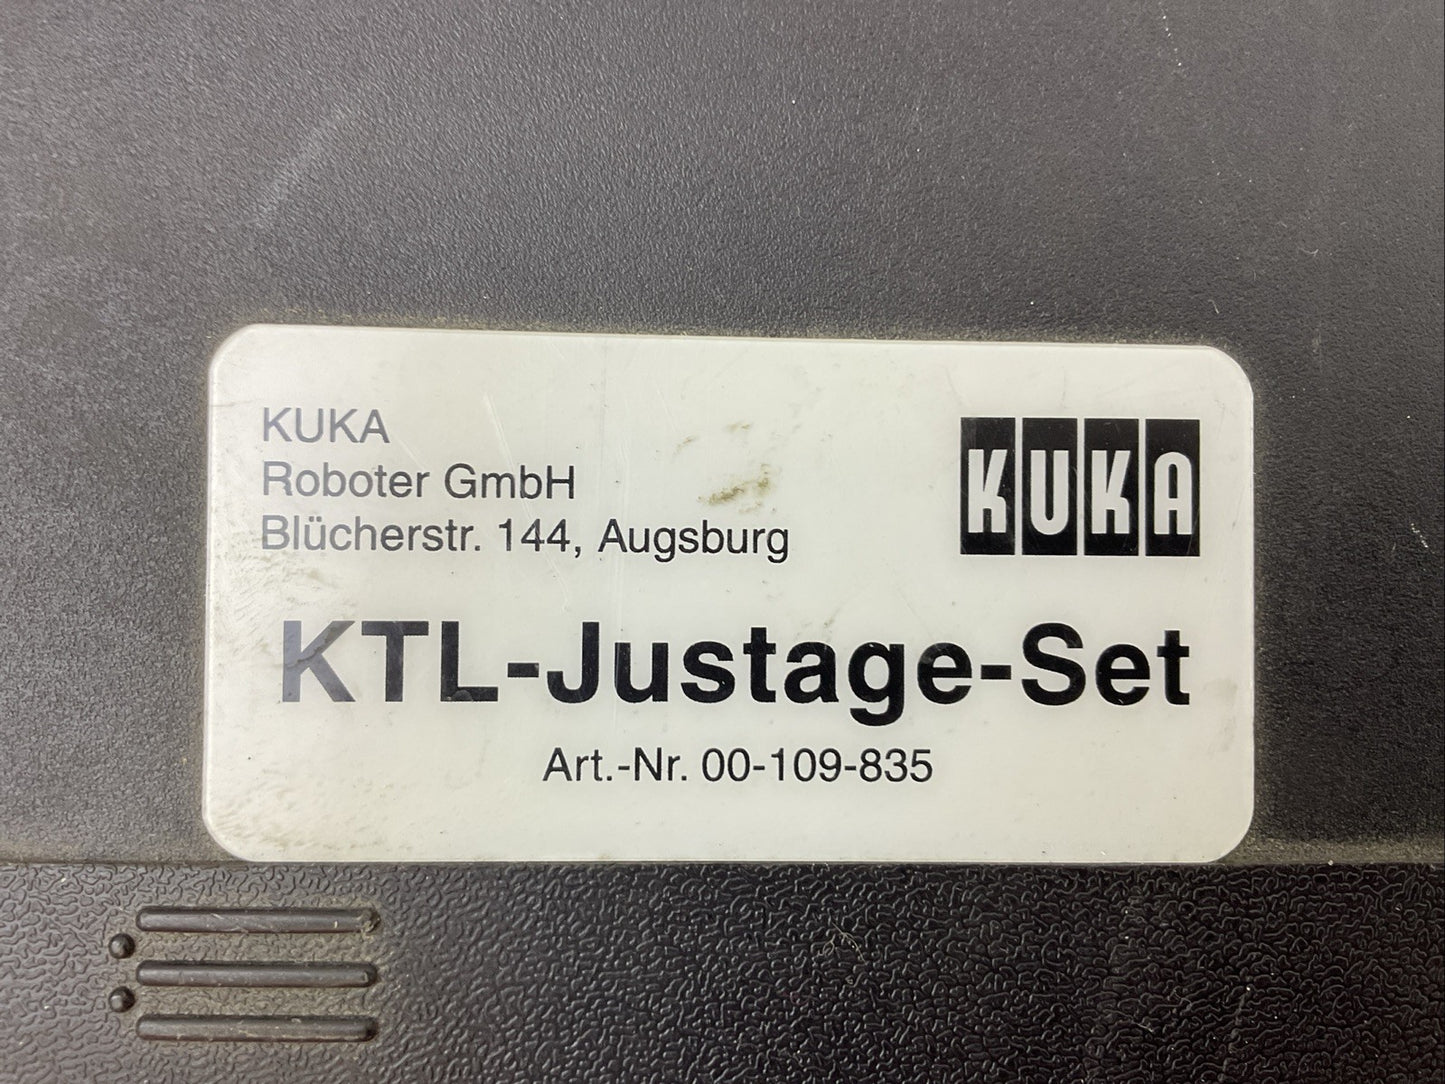 KUKA
Roboter GmbH
Blücherstr. 144, Augsburg
KUKA
KTL-Justage-Set
Art.-Nr. 00-109-835